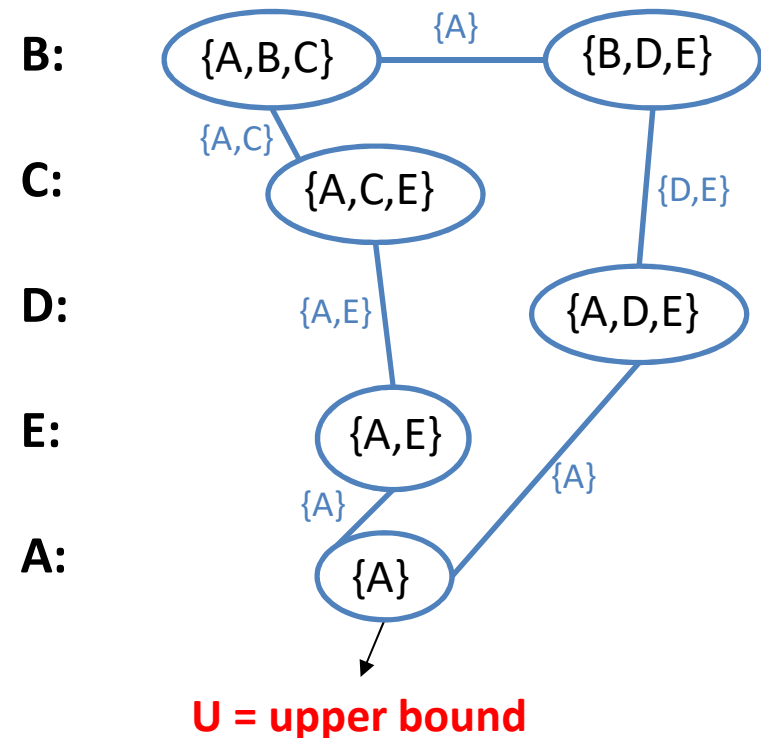 B: {A,B,C} {A} {B,D,E}
{A,C}
C: {A,C,E} {D,E}
D: {A,E} {A,D,E}
E: {A,E}
{A} {A}
A: {A}
U = upper bound